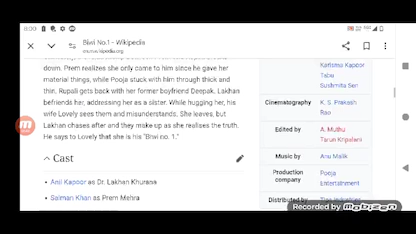 8:00
Biwi No.1 - Wikipedia
en.m.wikipedia.org
down. Prem realizes she only came to him since he gave her
material things, while Pooja stuck with him through thick
and thin. Rupali gets back with her former boyfriend Deepak. Lakhan
befriends her, addressing her as a sister. While hugging her, his
wife Lovely sees them and misunderstands. She leaves, but
Lakhan chases after and they make up as she realises the truth.
He says to Lovely that she is his "Biwi no. 1."
Cast
Anil Kapoor as Dr. Lakhan Khurana
Salman Khan as Prem Mehra
Karisma Kapoor
Tabu
Sushmita Sen
Cinematography
K. S. Prakash
Rao
Edited by
A. Muthu
Tarun Khiplani
Music by
Anu Malik
Production
company
Pooja
Entertainment
Distributed by
Tips Industries
Recorded by
Mobizen